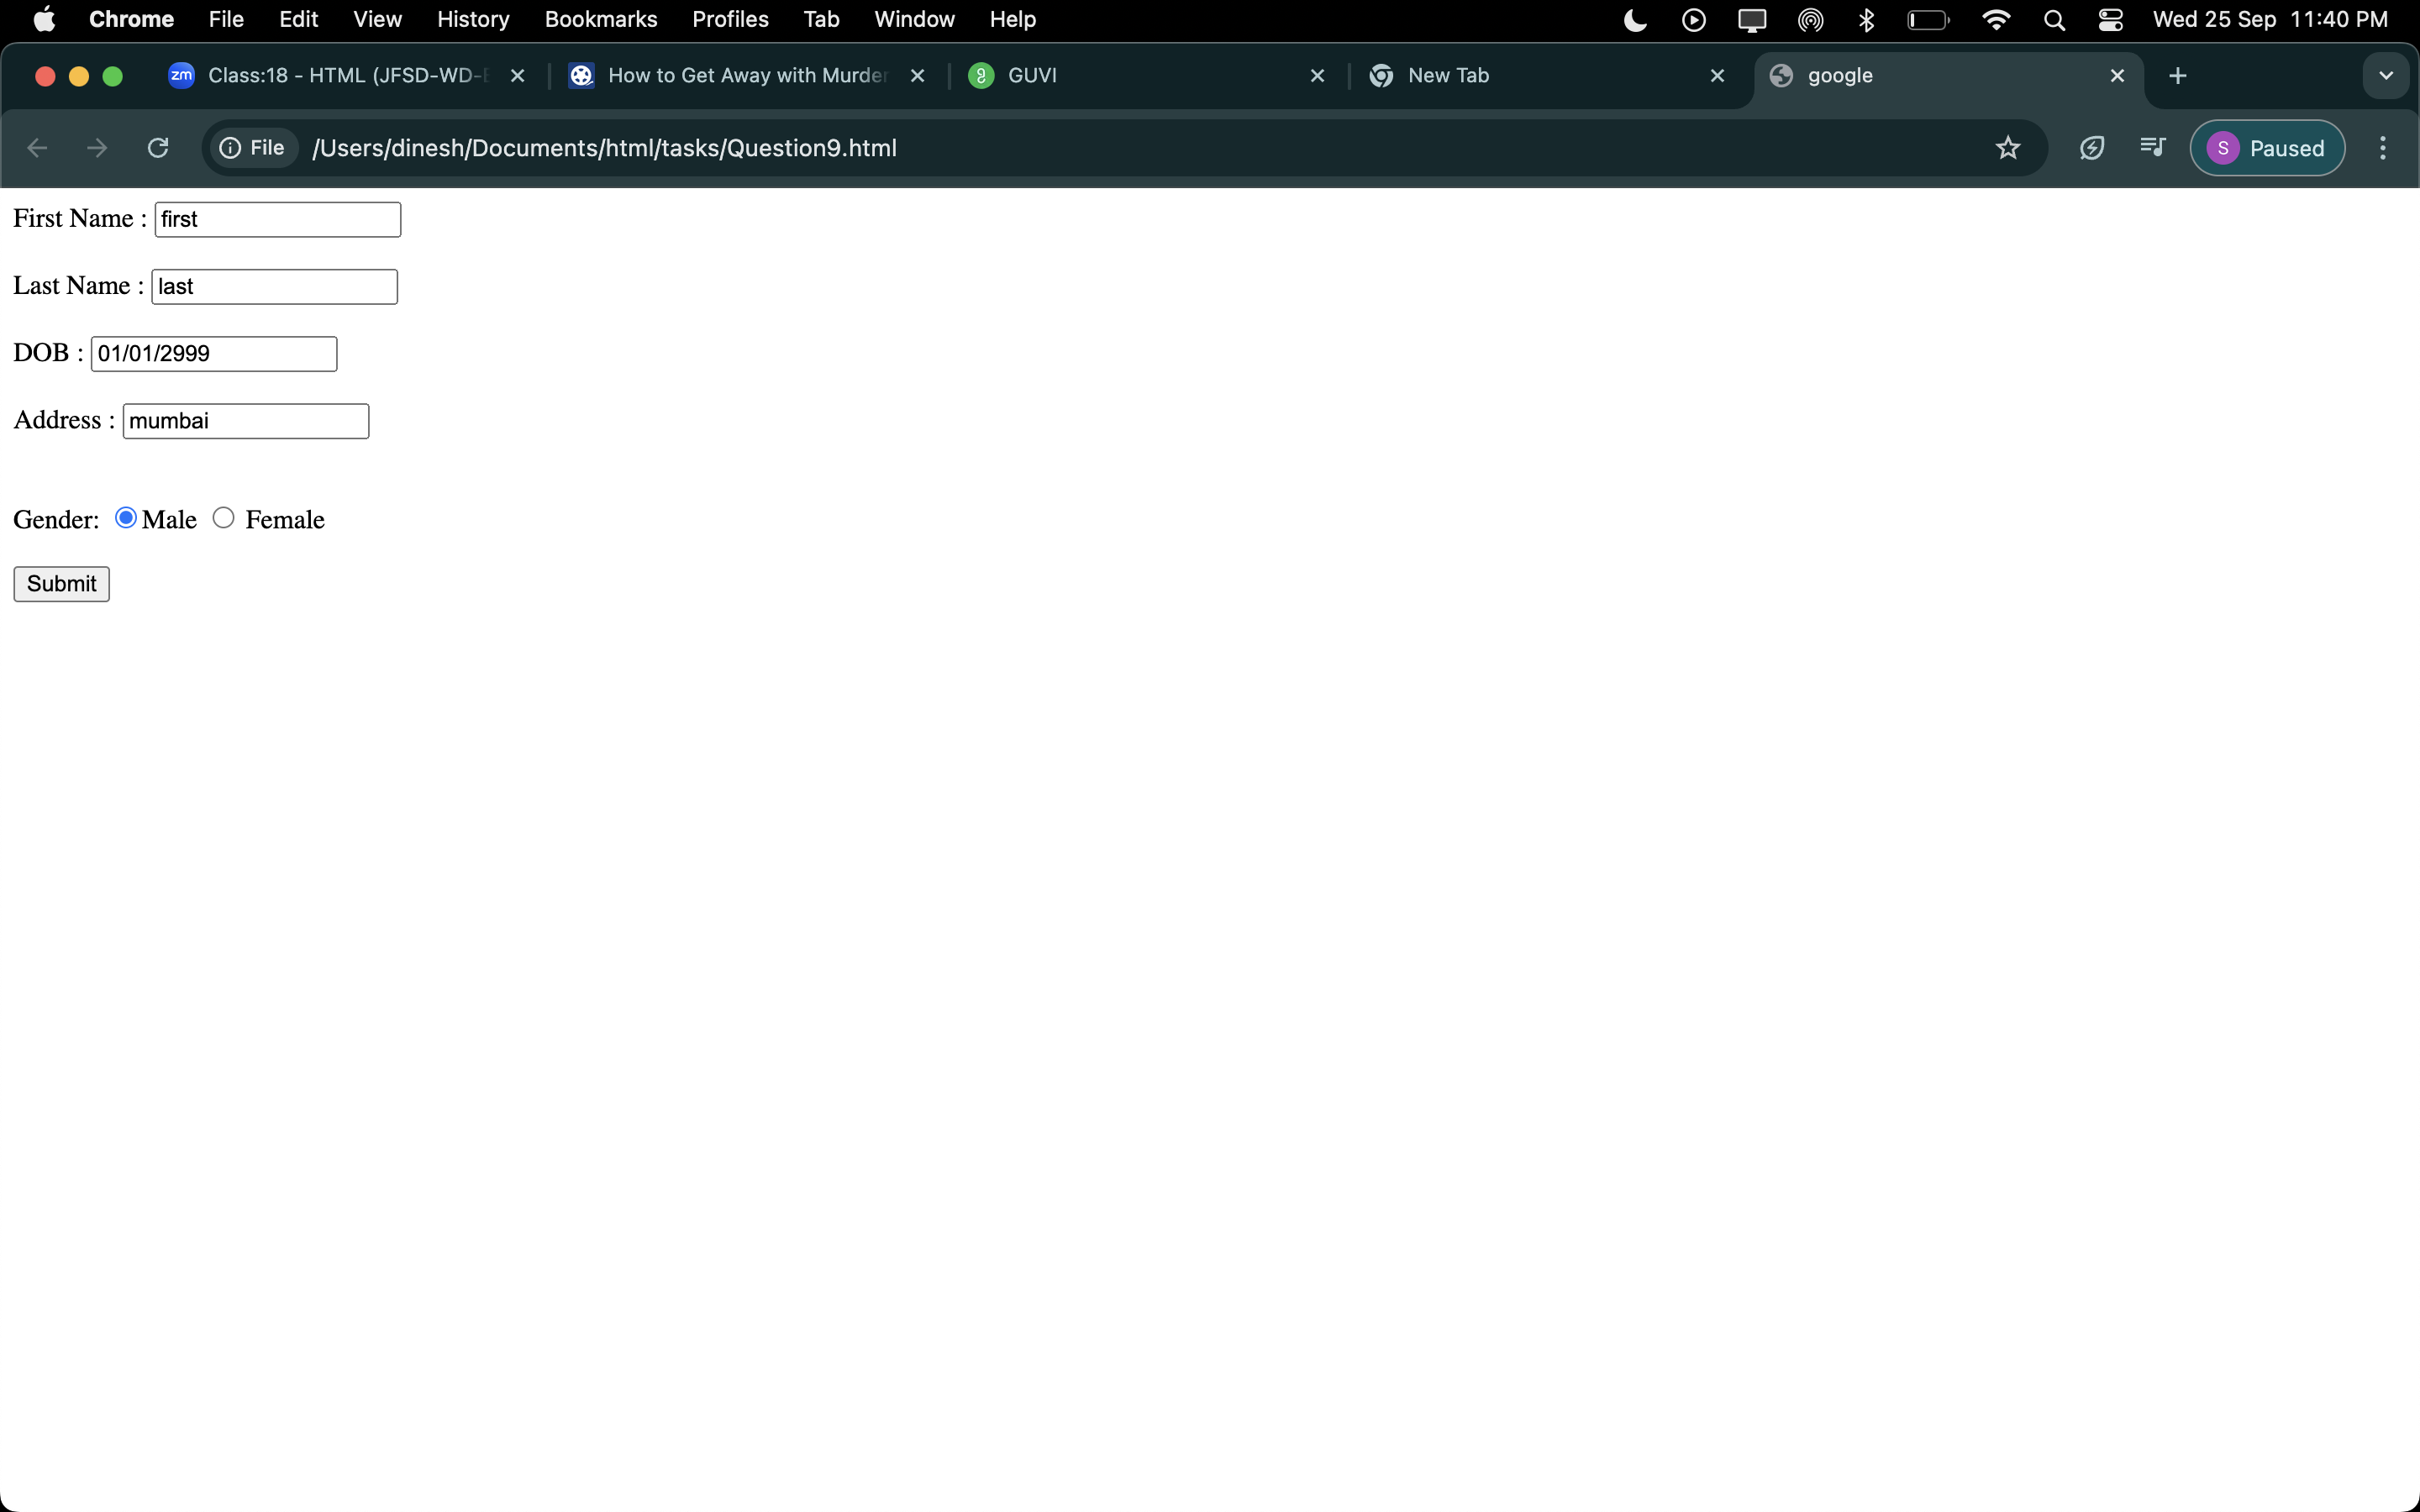 Chrome File Edit View History Bookmarks Profiles Tab Window Help Wed 25 Sep 11:40 PM
zm Class:18 - HTML (JFSD-WD- How to Get Away with Murder GUVI New Tab google
File /Users/dinesh/Documents/html/tasks/Question9.html S Paused
First Name : first
Last Name : last
DOB : 01/01/2999
Address : mumbai
Gender: Male Female
Submit